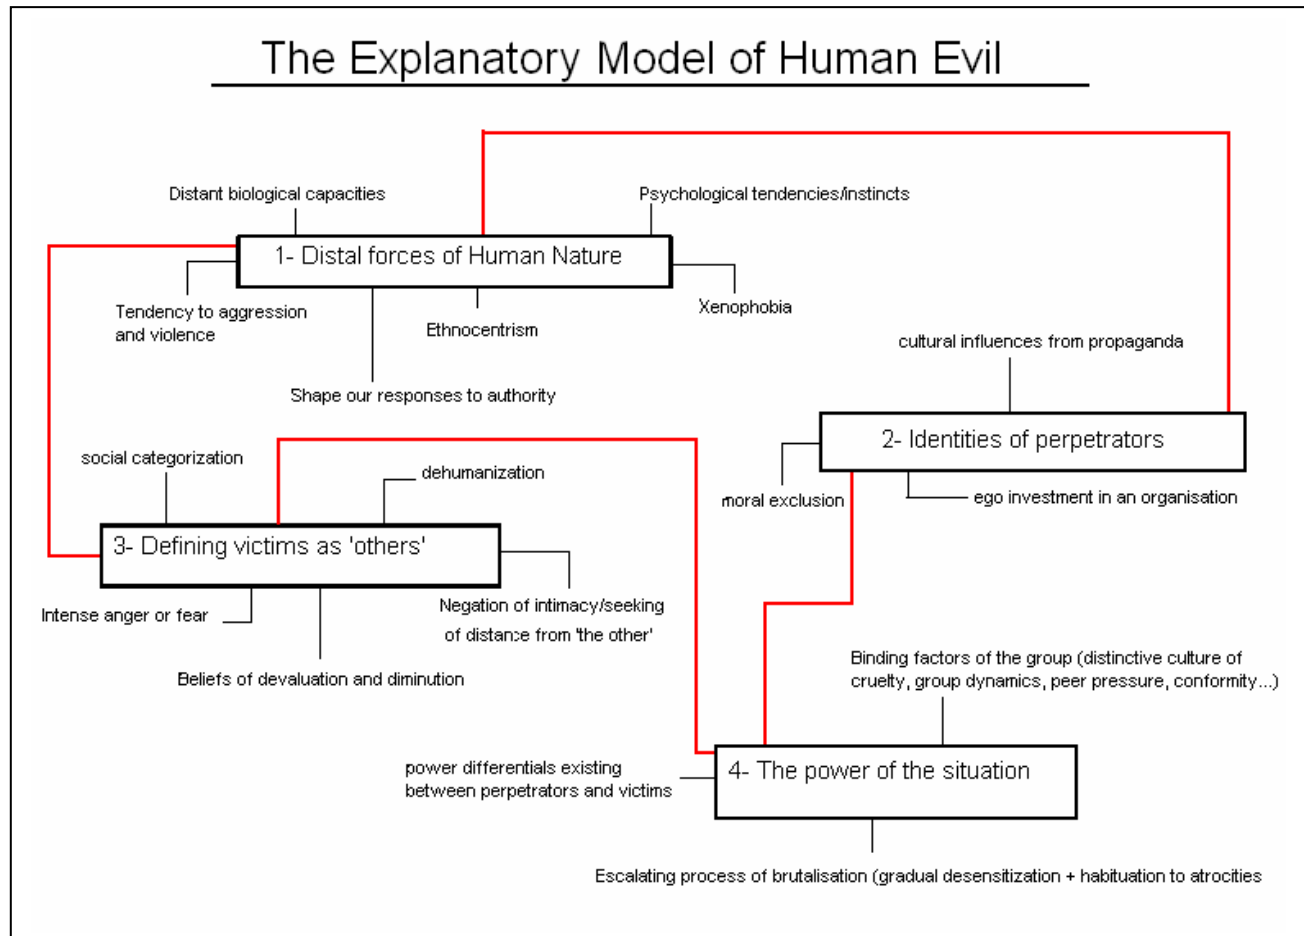 The Explanatory Model of Human Evil
Distant biological capacities
Psychological tendencies/instincts
1- Distal forces of Human Nature
Tendency to aggression
and violence
Ethnocentrism
Xenophobia
Shape our responses to authority
cultural influences from propaganda
2- Identities of perpetrators
moral exclusion
ego investment in an organisation
social categorization
dehumanization
3- Defining victims as 'others'
Intense anger or fear
Negation of intimacy/seeking
of distance from 'the other'
Beliefs of devaluation and diminution
Binding factors of the group (distinctive culture of
cruelty, group dynamics, peer pressure, conformity...)
4- The power of the situation
power differentials existing
between perpetrators and victims
Escalating process of brutalisation (gradual desensitization + habituation to atrocities